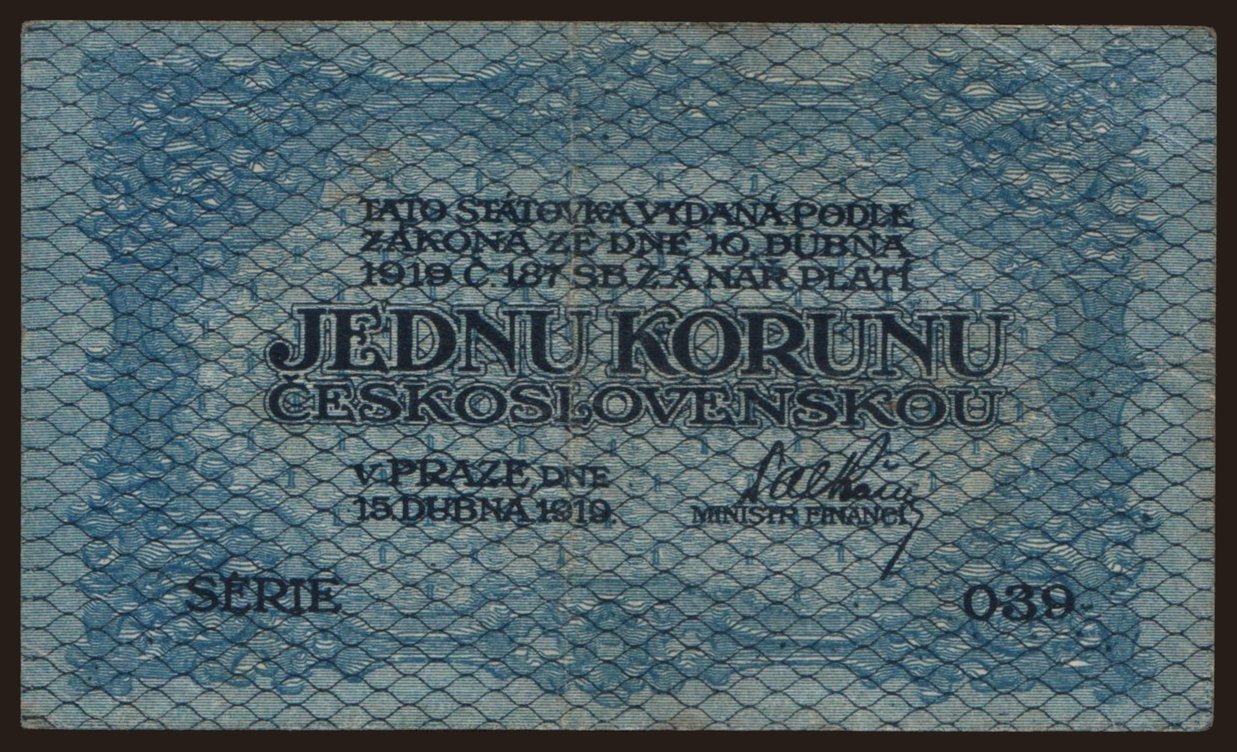 TATO STÁTOVKA VYDANÁ PODLE
ZÁKONA ZE DNE 10. DUBNA
1919 Č. 187 SB. Z. A NAŘ. PLATÍ
JEDNU KORUNU
ČESKOSLOVENSKOU
V PRAZE, DNE
15. DUBNA 1919.
MINISTR FINANCÍ
SÉRIE 039